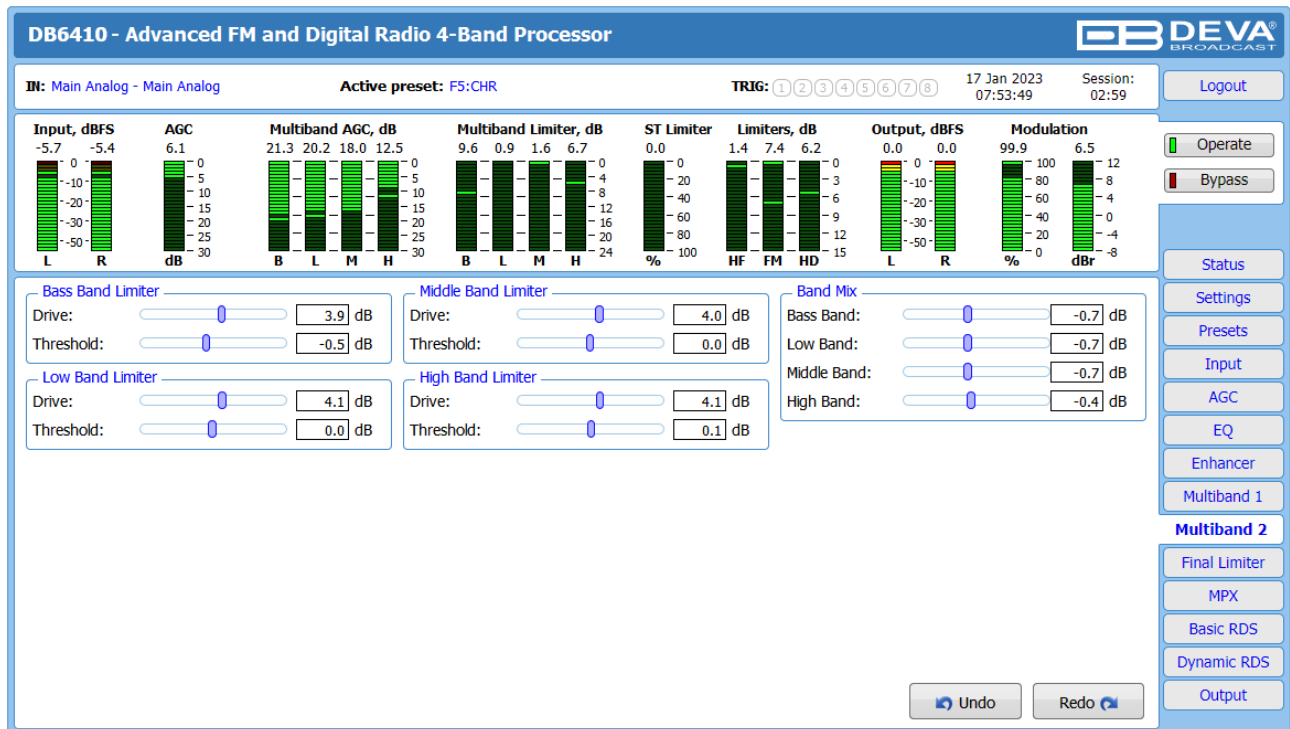 DB6410 - Advanced FM and Digital Radio 4-Band Processor
DEVA®
BROADCAST
IN: Main Analog - Main Analog
Active preset: F5:CHR
TRIG: 1 2 3 4 5 6 7 8
17 Jan 2023
07:53:49
Session:
02:59
Logout
Input, dBFS
-5.7 -5.4
0
-10
-20
-30
-50
L R
AGC
6.1
0
5
10
15
20
25
30
dB
Multiband AGC, dB
21.3 20.2 18.0 12.5
0
5
10
15
20
25
30
B L M H
Multiband Limiter, dB
9.6 0.9 1.6 6.7
0
4
8
12
16
20
24
B L M H
ST Limiter
0.0
0
20
40
60
80
100
%
Limiters, dB
1.4 7.4 6.2
0
3
6
9
12
15
HF FM HD
Output, dBFS
0.0 0.0
0
-10
-20
-30
-50
L R
Modulation
99.9 6.5
100
80
60
40
20
0
%
12
8
4
0
-4
-8
dBr
Operate
Bypass
Bass Band Limiter
Drive: 3.9 dB
Threshold: -0.5 dB
Middle Band Limiter
Drive: 4.0 dB
Threshold: 0.0 dB
Band Mix
Bass Band: -0.7 dB
Low Band: -0.7 dB
Middle Band: -0.7 dB
High Band: -0.4 dB
Low Band Limiter
Drive: 4.1 dB
Threshold: 0.0 dB
High Band Limiter
Drive: 4.1 dB
Threshold: 0.1 dB
Status
Settings
Presets
Input
AGC
EQ
Enhancer
Multiband 1
Multiband 2
Final Limiter
MPX
Basic RDS
Dynamic RDS
Output
Undo
Redo